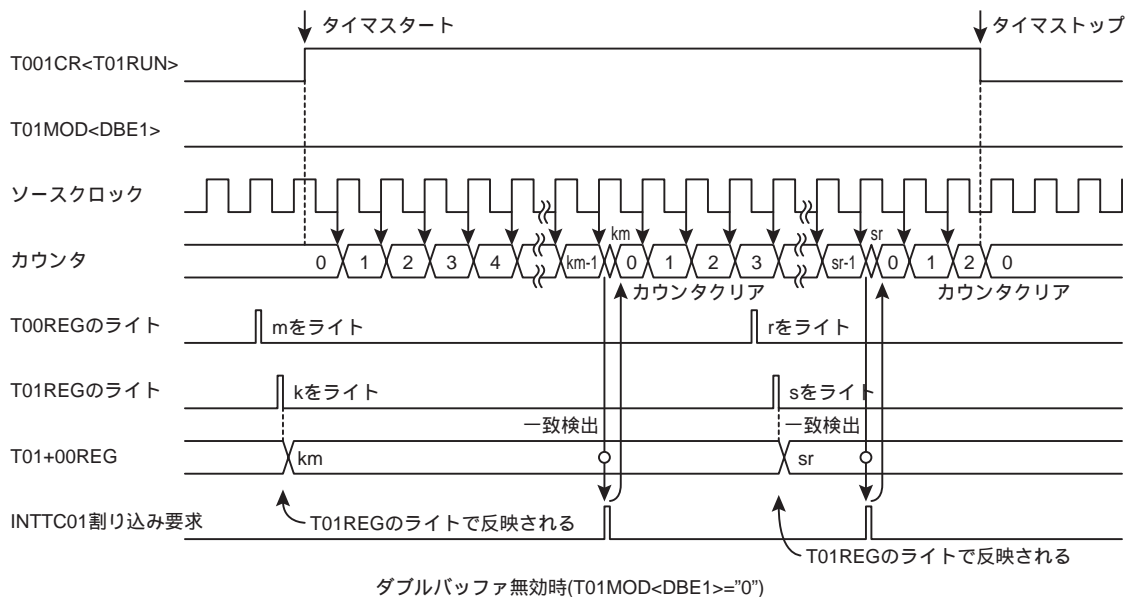 タイマスタート タイマストップ
T001CR<T01RUN>
T01MOD<DBE1>
ソースクロック
カウンタ 0 1 2 3 4 km-1 km 0 1 2 3 sr-1 sr 0 1 2 0
カウンタクリア カウンタクリア
T00REGのライト mをライト rをライト
T01REGのライト kをライト sをライト
一致検出 一致検出
T01+00REG km sr
INTTC01割り込み要求 T01REGのライトで反映される
T01REGのライトで反映される
ダブルバッファ無効時(T01MOD<DBE1>="0")